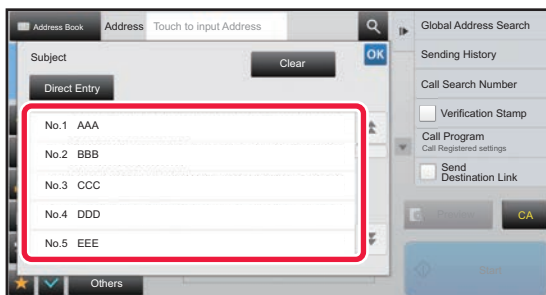 Address Book
Address
Touch to input Address
Global Address Search
Subject
Clear
OK
Sending History
Direct Entry
Call Search Number
No.1 AAA
Verification Stamp
No.2 BBB
Call Program
Call Registered settings
No.3 CCC
Send
Destination Link
No.4 DDD
CA
No.5 EEE
Start
Others